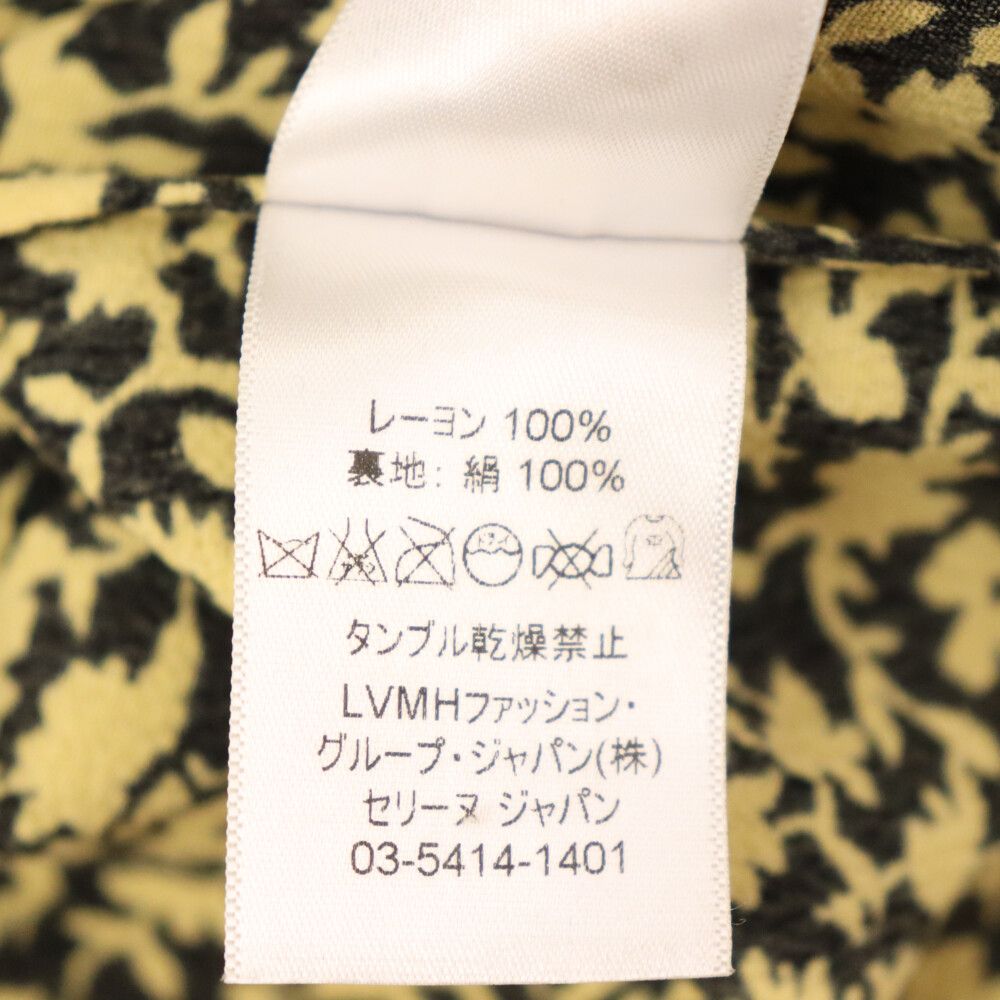 レーヨン 100%
裏地: 絹 100%
タンブル乾燥禁止
LVMHファッション・
グループ・ジャパン(株)
セリーヌ ジャパン
03-5414-1401